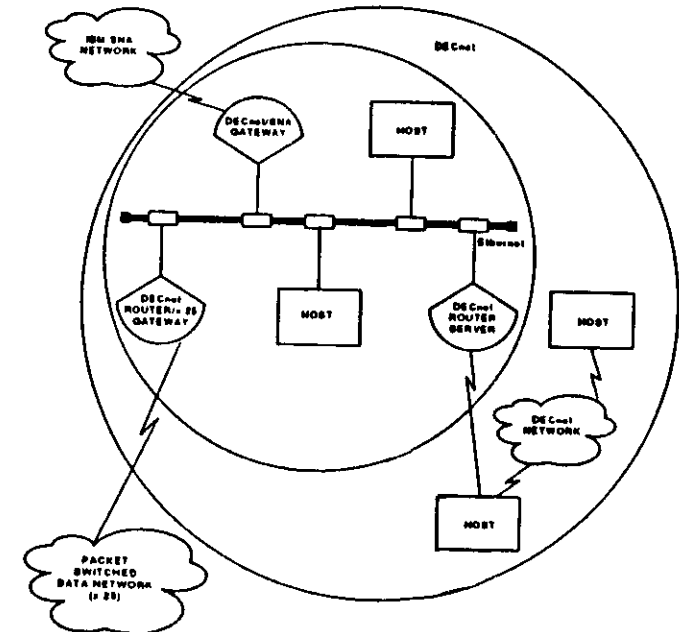 IBM SNA
NETWORK
DECnet
DECnet/SNA
GATEWAY
HOST
Ethernet
DECnet
ROUTER/x 25
GATEWAY
HOST
DECnet
ROUTER
SERVER
HOST
DECnet
NETWORK
HOST
PACKET
SWITCHED
DATA NETWORK
(x 25)